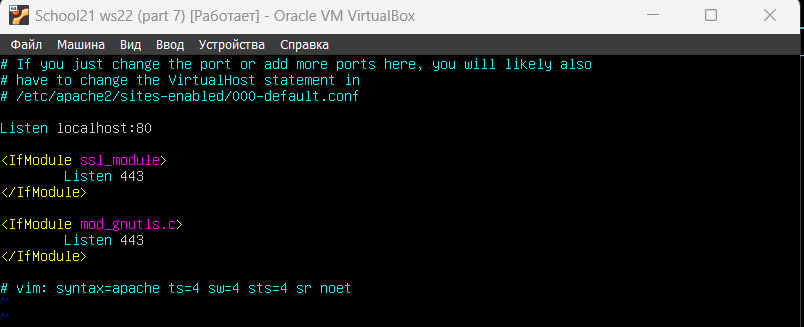 School21 ws22 (part 7) [Работает] - Oracle VM VirtualBox
Файл Машина Вид Ввод Устройства Справка
# If you just change the port or add more ports here, you will likely also
# have to change the VirtualHost statement in
# /etc/apache2/sites-enabled/000-default.conf
Listen localhost:80
<IfModule ssl_module>
        Listen 443
</IfModule>
<IfModule mod_gnutls.c>
        Listen 443
</IfModule>
# vim: syntax=apache ts=4 sw=4 sts=4 sr noet
~
~